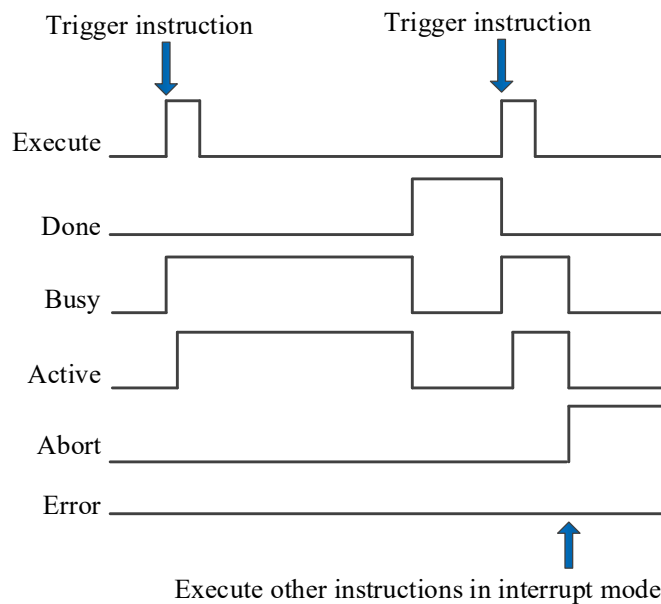 Trigger instruction
Trigger instruction
Execute
Done
Busy
Active
Abort
Error
Execute other instructions in interrupt mode